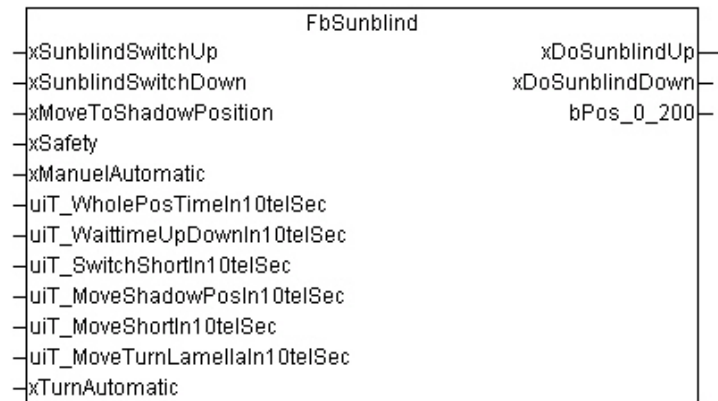 FbSunblind
xSunblindSwitchUp xDoSunblindUp
xSunblindSwitchDown xDoSunblindDown
xMoveToShadowPosition bPos_0_200
xSafety
xManuelAutomatic
uiT_WholePosTimeIn10telSec
uiT_WaittimeUpDownIn10telSec
uiT_SwitchShortIn10telSec
uiT_MoveShadowPosIn10telSec
uiT_MoveShortIn10telSec
uiT_MoveTurnLamellaIn10telSec
xTurnAutomatic